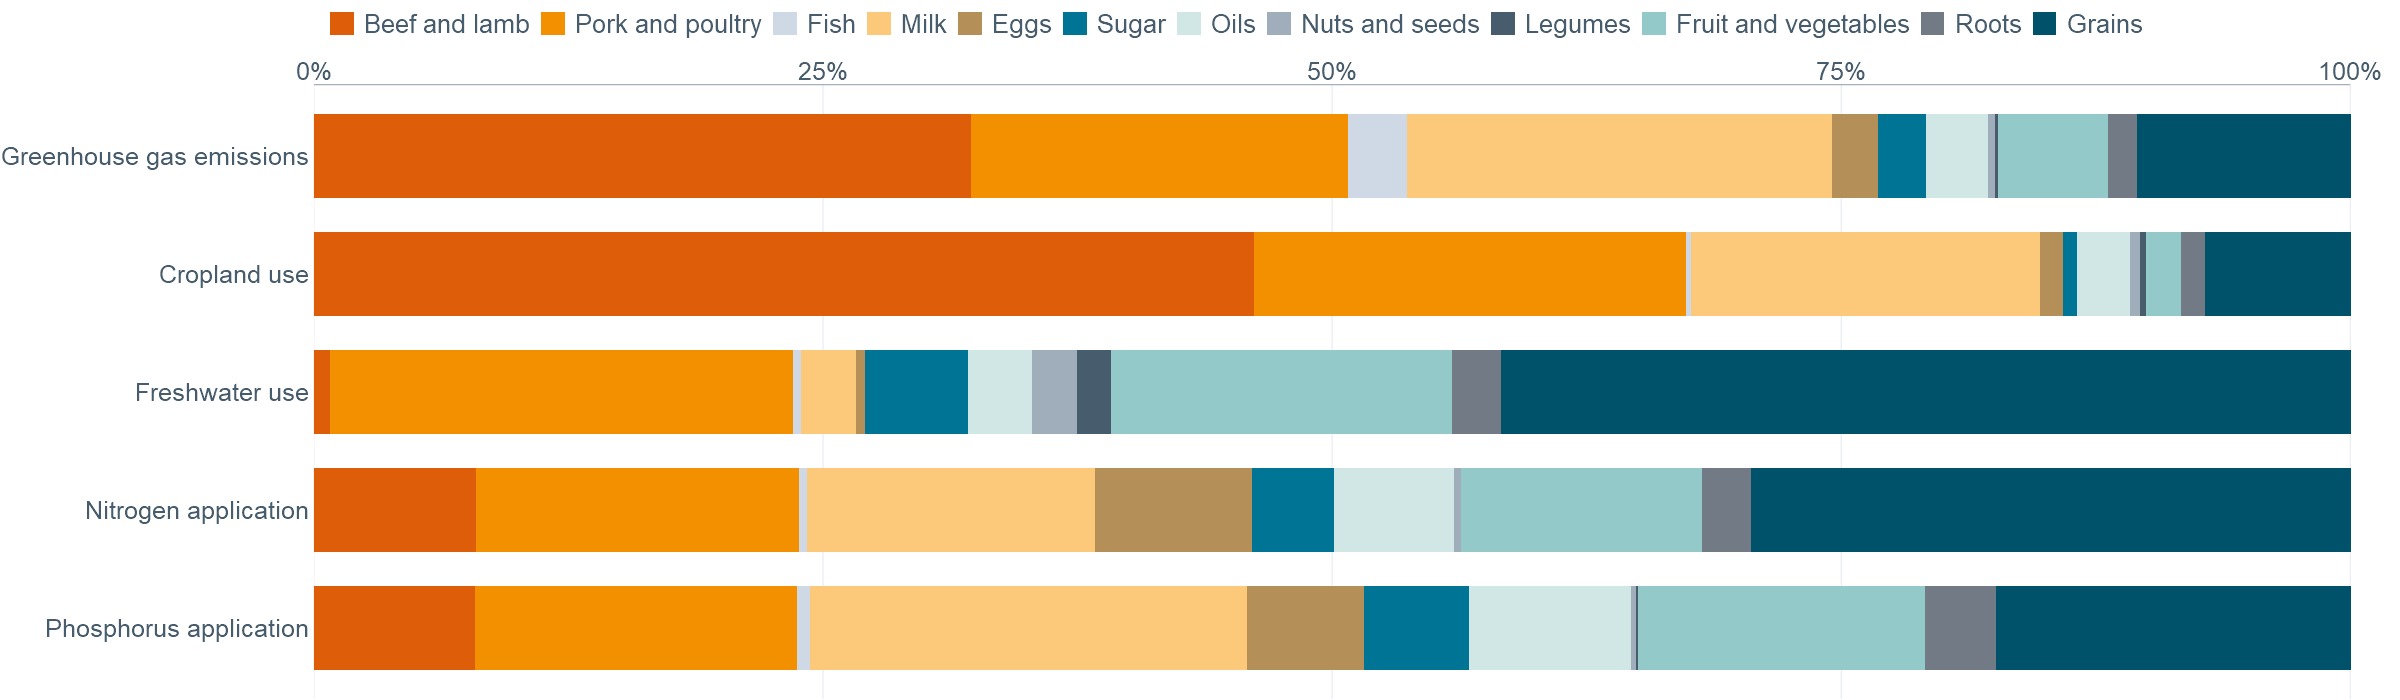 Beef and lamb Pork and poultry Fish Milk Eggs Sugar Oils Nuts and seeds Legumes Fruit and vegetables Roots Grains
0% 25% 50% 75% 100%
Greenhouse gas emissions
Cropland use
Freshwater use
Nitrogen application
Phosphorus application